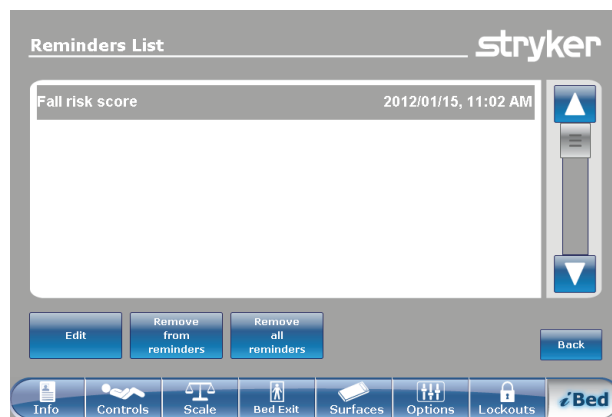 Reminders List
stryker
Fall risk score 2012/01/15, 11:02 AM
Edit
Remove
from
reminders
Remove
all
reminders
Back
Info Controls Scale Bed Exit Surfaces Options Lockouts iBed